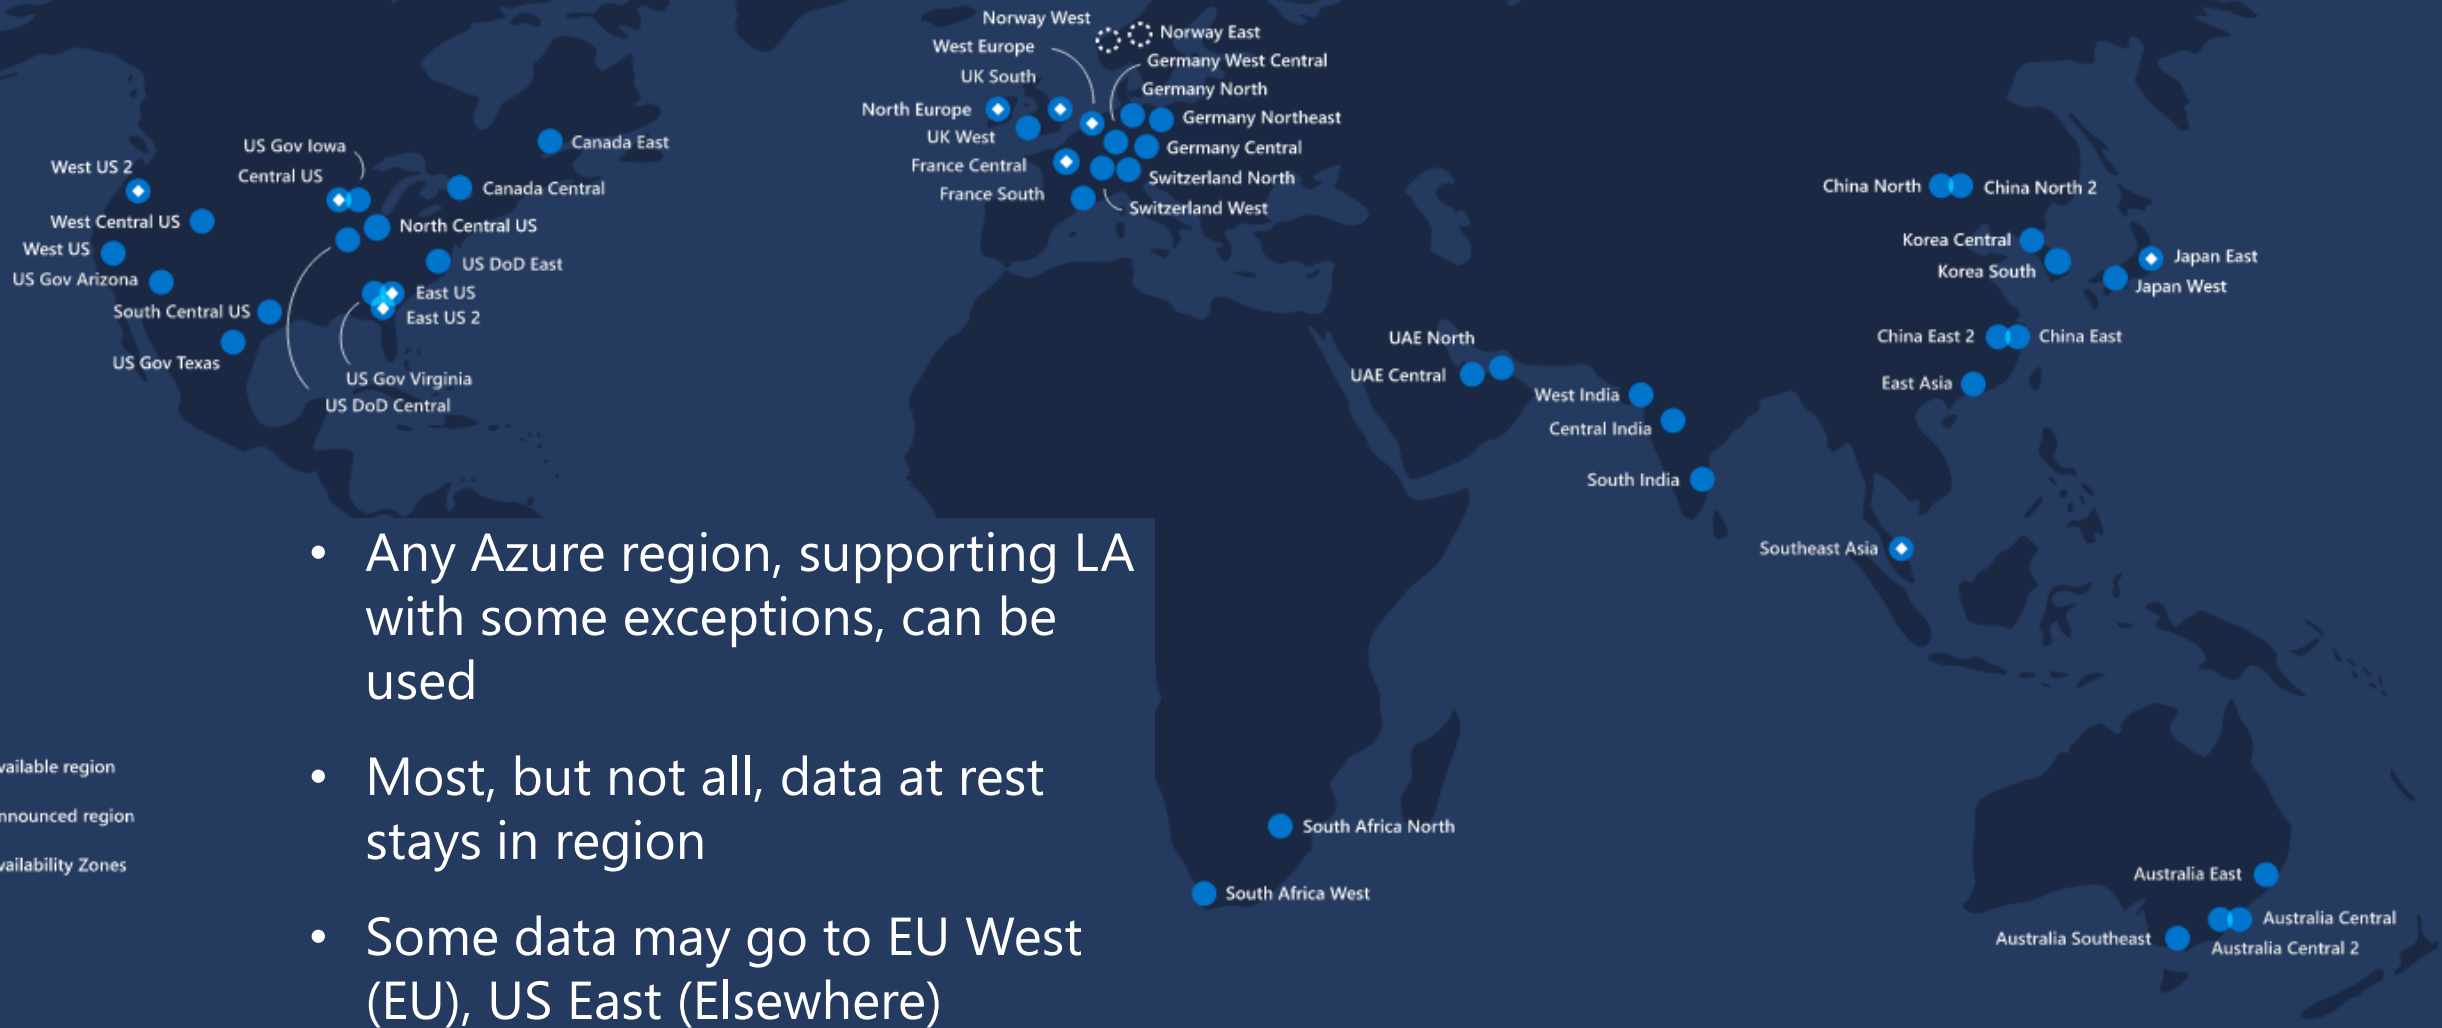 Norway West
Norway East
West Europe
Germany West Central
UK South
Germany North
North Europe
Germany Northeast
UK West
Germany Central
France Central
Switzerland North
France South
Switzerland West
US Gov Iowa
Canada East
West US 2
Central US
Canada Central
West Central US
North Central US
West US
US DoD East
US Gov Arizona
East US
South Central US
East US 2
US Gov Texas
US Gov Virginia
US DoD Central
China North
China North 2
Korea Central
Japan East
Korea South
Japan West
UAE North
China East 2
China East
UAE Central
East Asia
West India
Central India
South India
Southeast Asia
• Any Azure region, supporting LA
with some exceptions, can be
used
• Most, but not all, data at rest
stays in region
• Some data may go to EU West
(EU), US East (Elsewhere)
vailable region
nnounced region
vailability Zones
South Africa North
South Africa West
Australia East
Australia Central
Australia Southeast
Australia Central 2